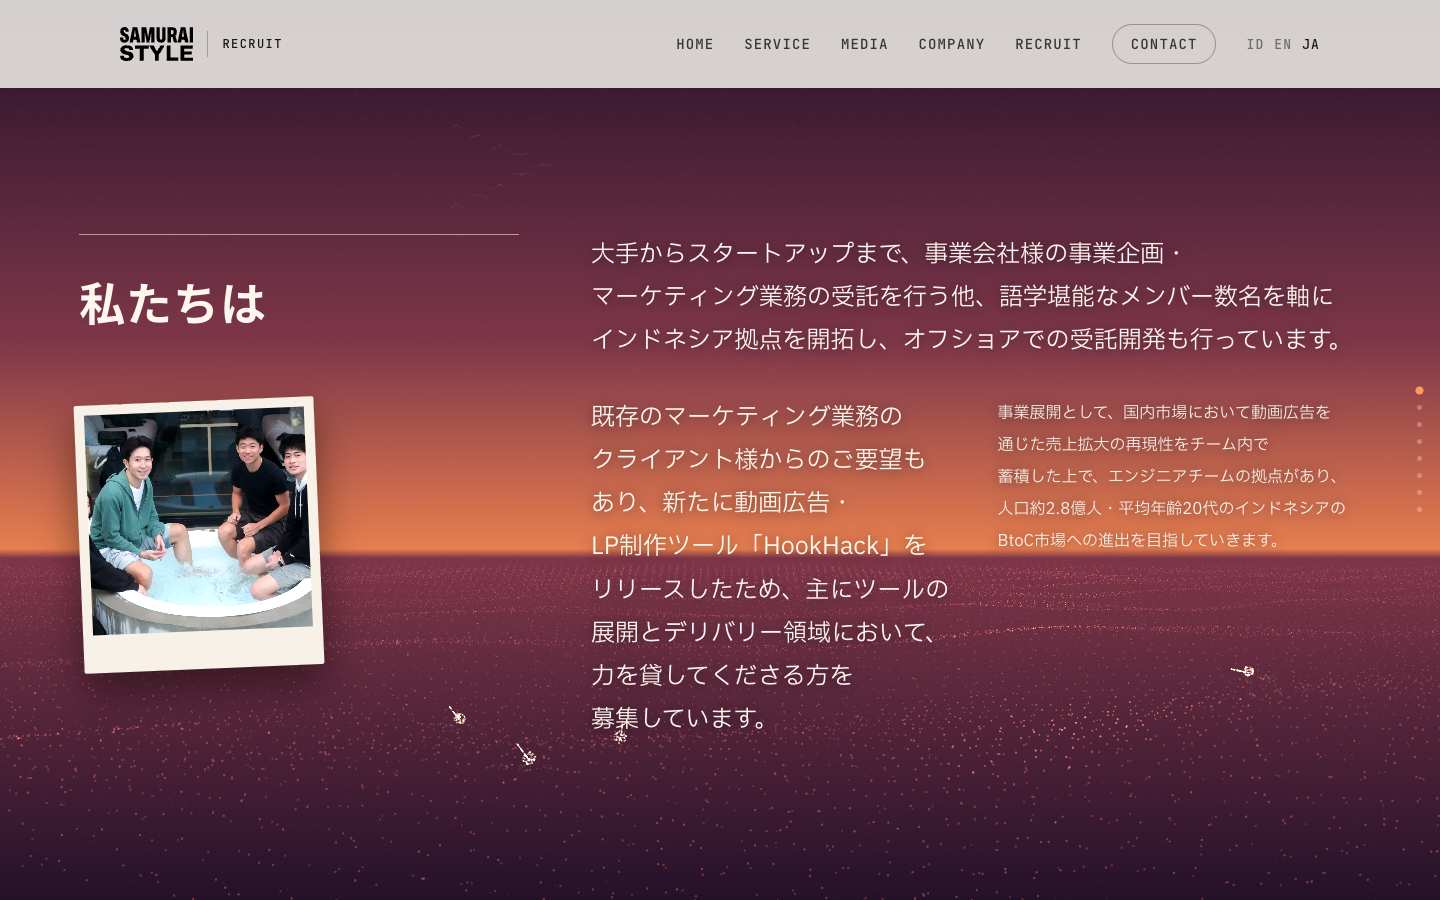 SAMURAI
STYLE
RECRUIT
HOME SERVICE MEDIA COMPANY RECRUIT CONTACT ID EN JA
私たちは
大手からスタートアップまで、事業会社様の事業企画・
マーケティング業務の受託を行う他、語学堪能なメンバー数名を軸に
インドネシア拠点を開拓し、オフショアでの受託開発も行っています。
既存のマーケティング業務の
クライアント様からのご要望も
あり、新たに動画広告・
LP制作ツール「HookHack」を
リリースしたため、主にツールの
展開とデリバリー領域において、
力を貸してくださる方を
募集しています。
事業展開として、国内市場において動画広告を
通じた売上拡大の再現性をチーム内で
蓄積した上で、エンジニアチームの拠点があり、
人口約2.8億人・平均年齢20代のインドネシアの
BtoC市場への進出を目指していきます。